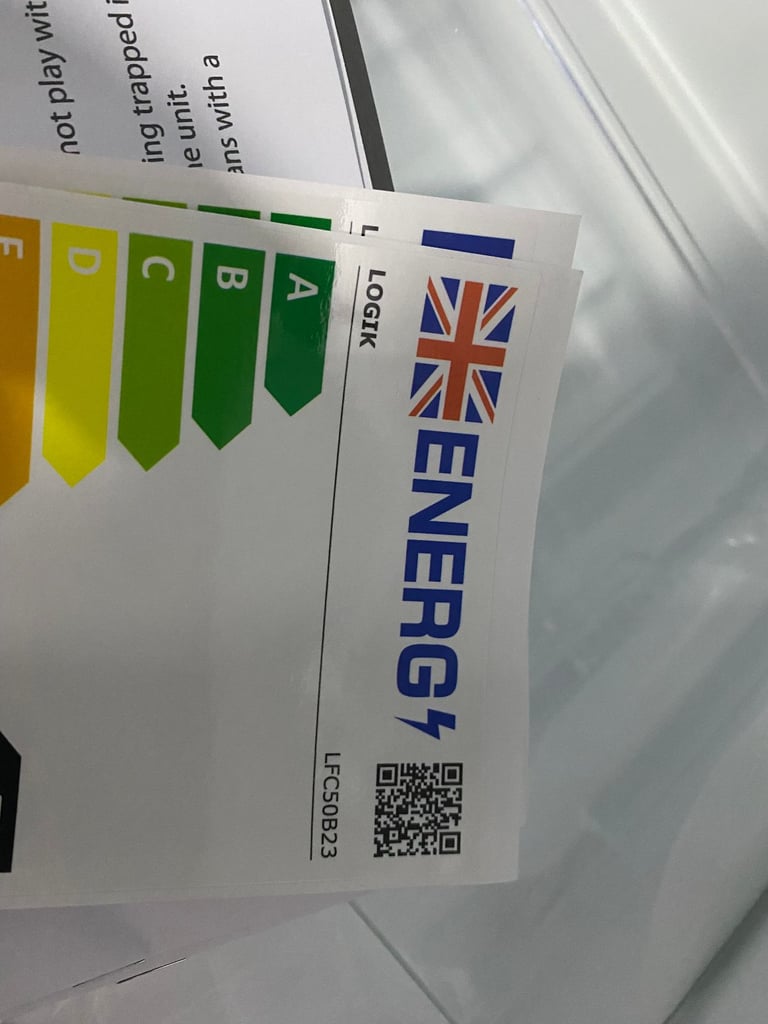 not play wit
ing trapped i
e unit.
ans with a
L
ENERG
LOGIK
LFC50B23
A
B
C
D